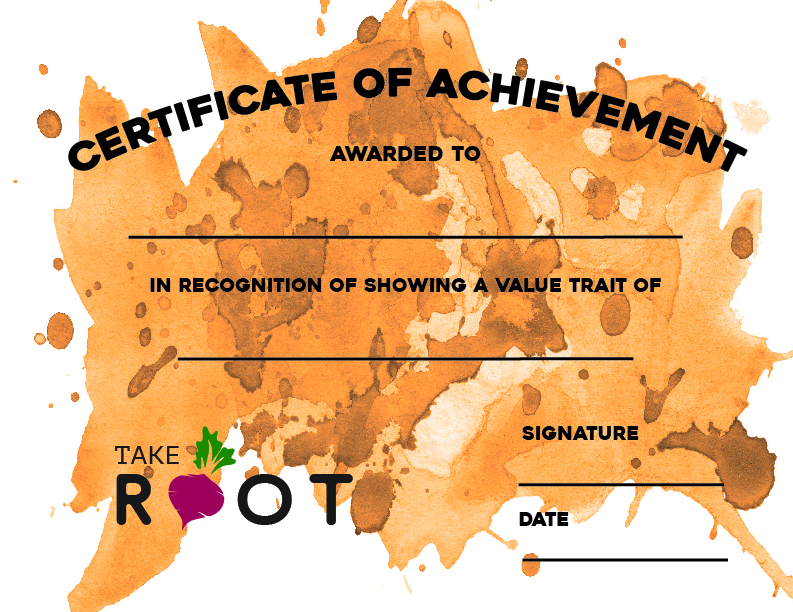 CERTIFICATE OF ACHIEVEMENT
AWARDED TO
IN RECOGNITION OF SHOWING A VALUE TRAIT OF
SIGNATURE
TAKE
ROOT
DATE